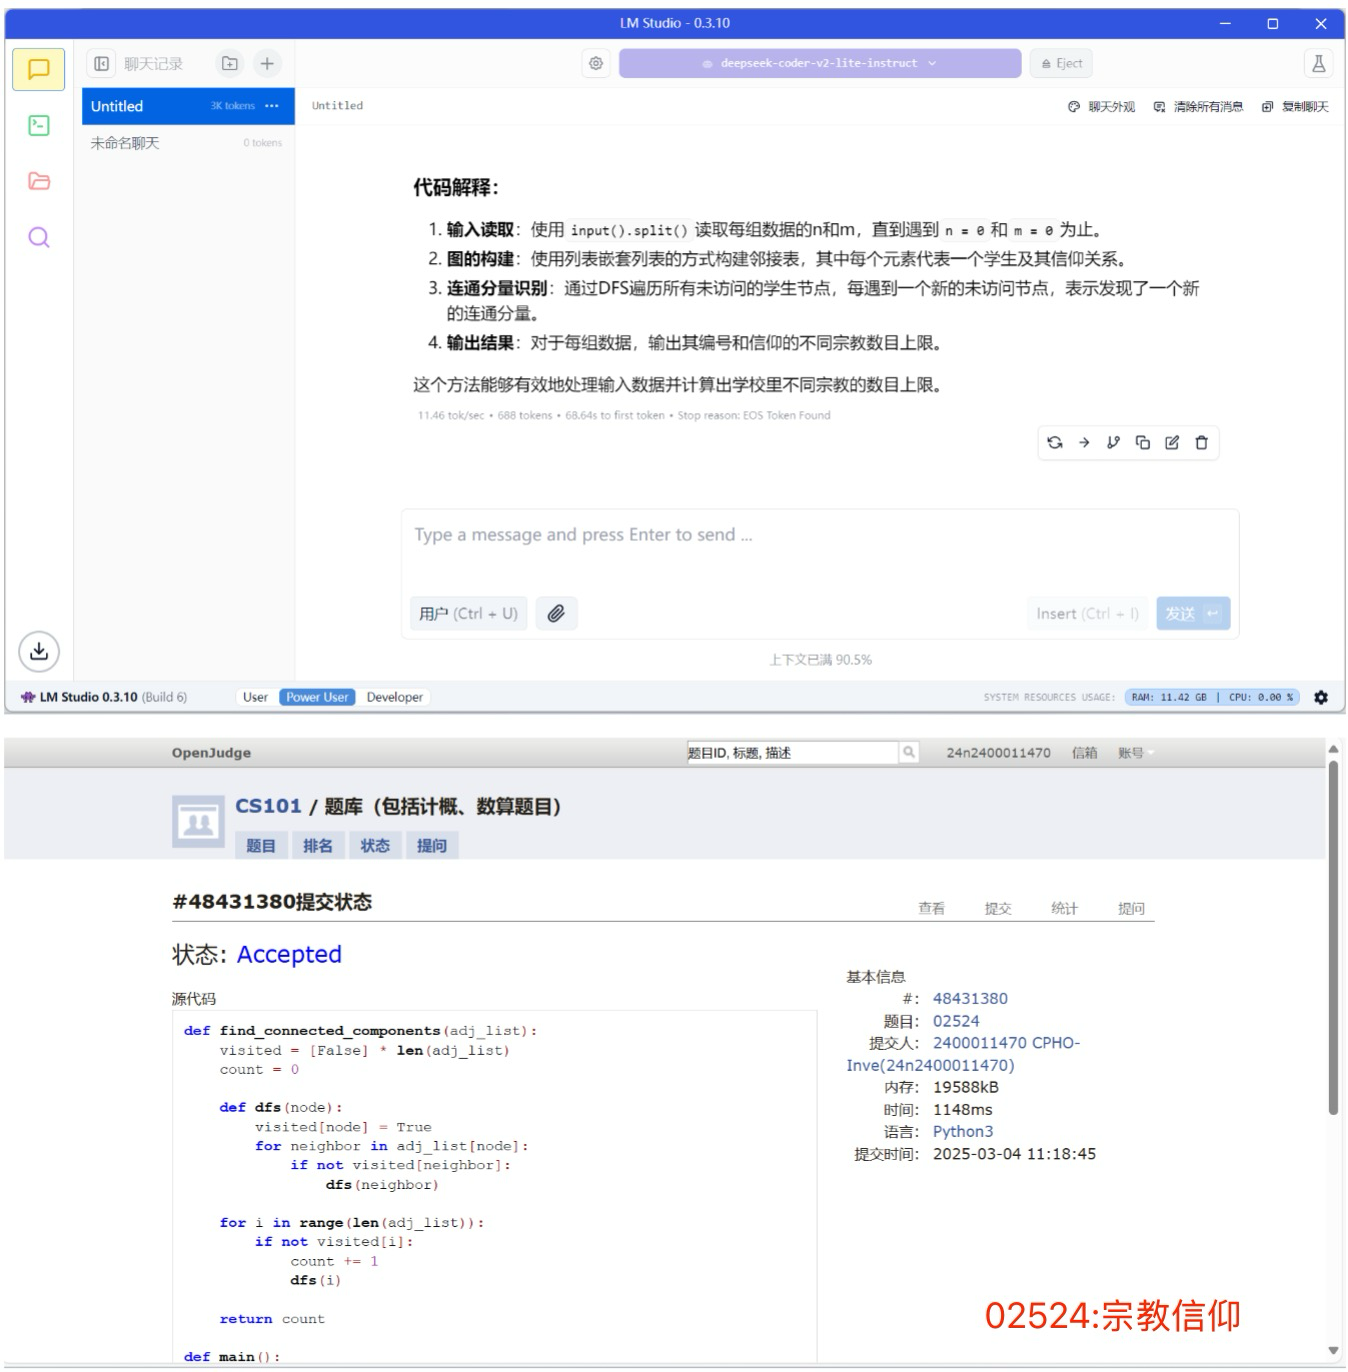 LM Studio - 0.3.10
聊天记录
deepseek-coder-v2-lite-instruct
Eject
Untitled 3K tokens ···
Untitled
聊天外观 清除所有消息 复制聊天
未命名聊天 0 tokens
代码解释：
1. 输入读取：使用 input().split() 读取每组数据的n和m，直到遇到 n = 0 和 m = 0 为止。
2. 图的构建：使用列表嵌套列表的方式构建邻接表，其中每个元素代表一个学生及其信仰关系。
3. 连通分量识别：通过DFS遍历所有未访问的学生节点，每遇到一个新的未访问节点，表示发现了一个新
的连通分量。
4. 输出结果：对于每组数据，输出其编号和信仰的不同宗教数目上限。
这个方法能够有效地处理输入数据并计算出学校里不同宗教的数目上限。
11.46 tok/sec • 688 tokens • 68.64s to first token • Stop reason: EOS Token Found
Type a message and press Enter to send ...
用户 (Ctrl + U)
Insert (Ctrl + I)
发送
上下文已满 90.5%
LM Studio 0.3.10 (Build 6)
User Power User Developer
SYSTEM RESOURCES USAGE: RAM: 11.42 GB | CPU: 0.00 %
OpenJudge
题目ID, 标题, 描述
24n2400011470 信箱 账号
CS101 / 题库（包括计概、数算题目）
题目 排名 状态 提问
#48431380提交状态
查看 提交 统计 提问
状态: Accepted
源代码
def find_connected_components(adj_list):
    visited = [False] * len(adj_list)
    count = 0
    def dfs(node):
        visited[node] = True
        for neighbor in adj_list[node]:
            if not visited[neighbor]:
                dfs(neighbor)
    for i in range(len(adj_list)):
        if not visited[i]:
            count += 1
            dfs(i)
    return count
def main():
基本信息
#: 48431380
题目: 02524
提交人: 2400011470 CPHO-
Inve(24n2400011470)
内存: 19588kB
时间: 1148ms
语言: Python3
提交时间: 2025-03-04 11:18:45
02524:宗教信仰